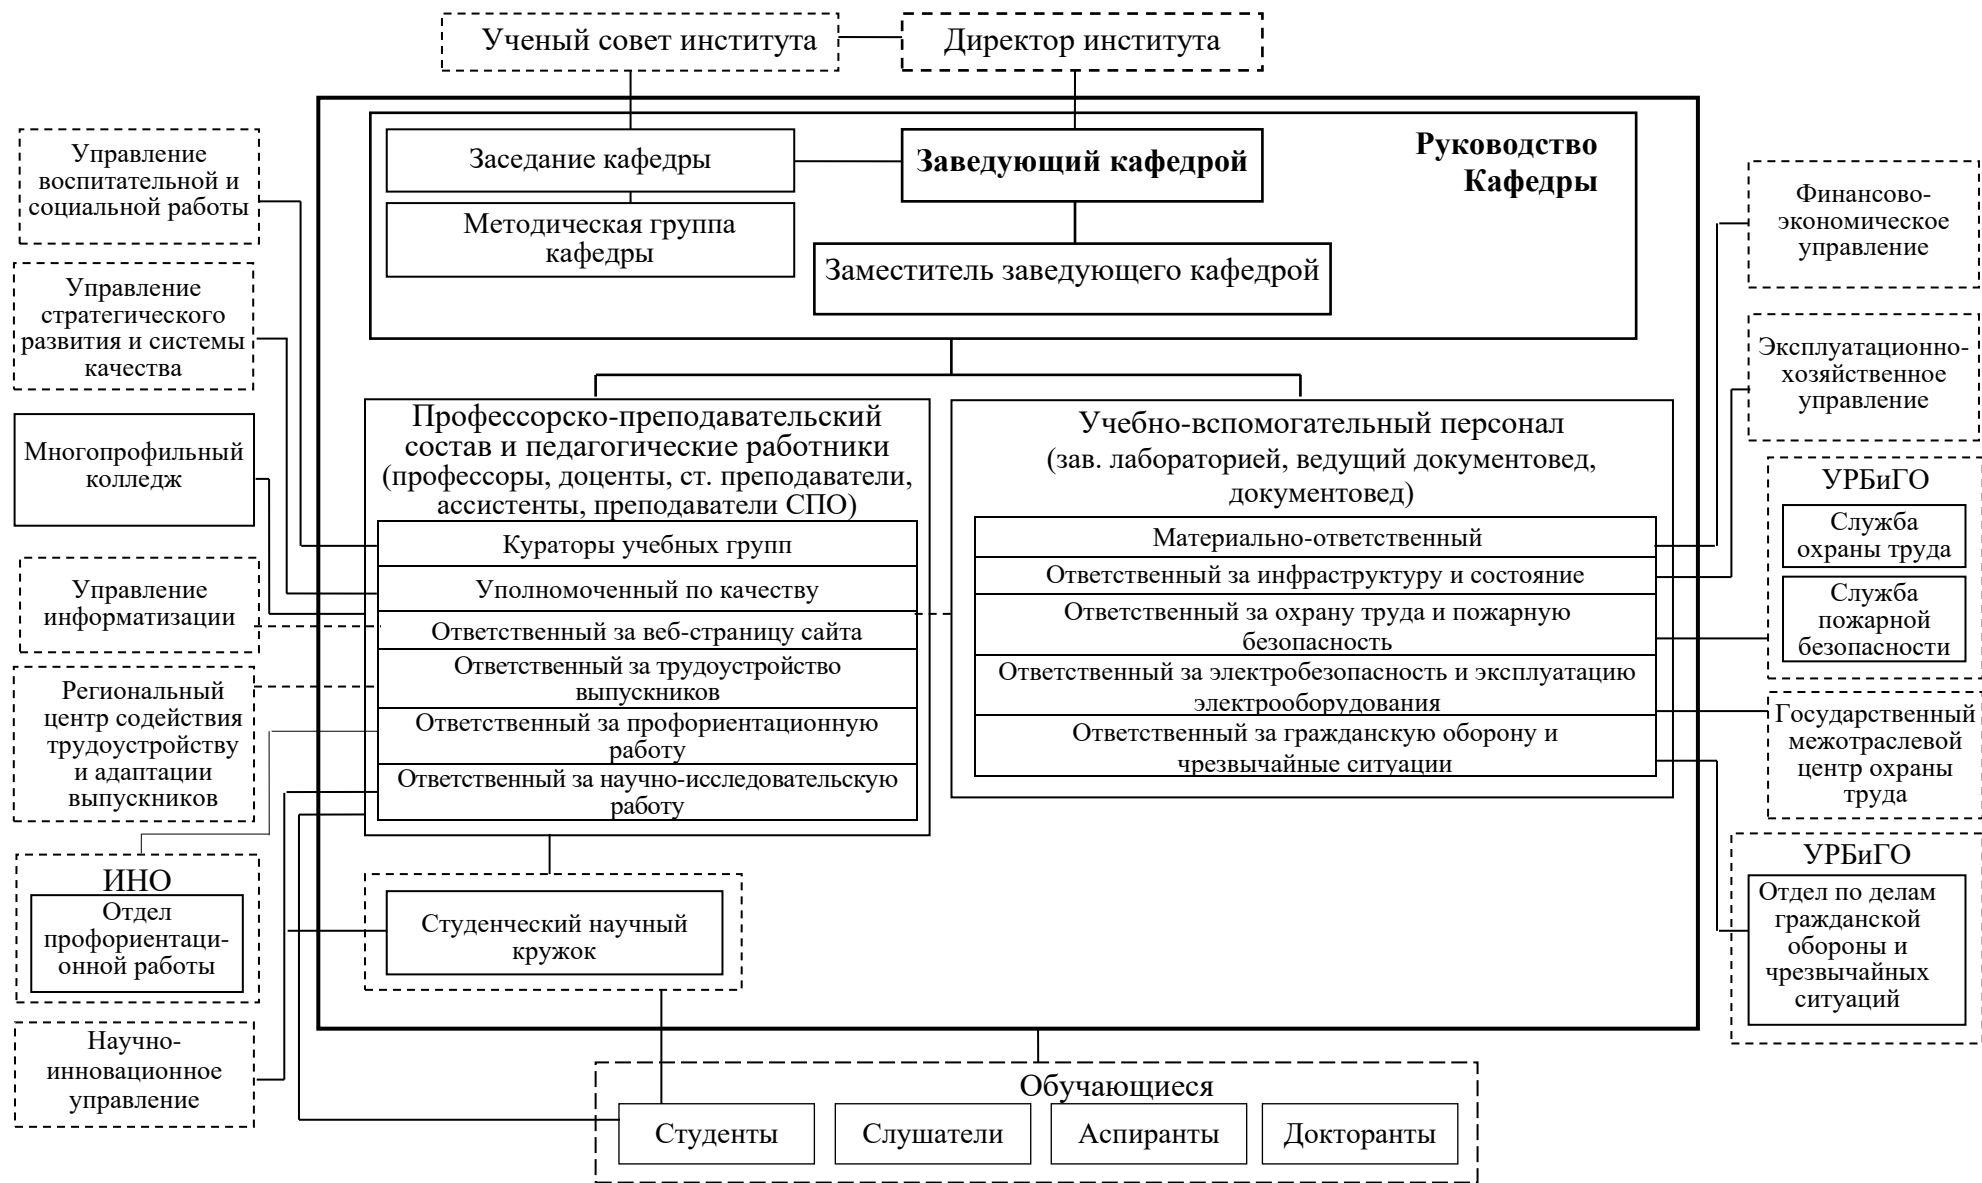 Ученый совет института
Директор института
Заседание кафедры
Заведующий кафедрой
Руководство
Кафедры
Методическая группа
кафедры
Заместитель заведующего кафедрой
Управление
воспитательной и
социальной работы
Управление
стратегического
развития и системы
качества
Многопрофильный
колледж
Управление
информатизации
Региональный
центр содействия
трудоустройству
и адаптации
выпускников
ИНО
Отдел
профориентаци-
онной работы
Научно-
инновационное
управление
Профессорско-преподавательский
состав и педагогические работники
(профессоры, доценты, ст. преподаватели,
ассистенты, преподаватели СПО)
Кураторы учебных групп
Уполномоченный по качеству
Ответственный за веб-страницу сайта
Ответственный за трудоустройство
выпускников
Ответственный за профориентационную
работу
Ответственный за научно-исследовательскую
работу
Учебно-вспомогательный персонал
(зав. лабораторией, ведущий документовед,
документовед)
Материально-ответственный
Ответственный за инфраструктуру и состояние
Ответственный за охрану труда и пожарную
безопасность
Ответственный за электробезопасность и эксплуатацию
электрооборудования
Ответственный за гражданскую оборону и
чрезвычайные ситуации
Финансово-
экономическое
управление
Эксплуатационно-
хозяйственное
управление
УРБиГО
Служба
охраны труда
Служба
пожарной
безопасности
Государственный
межотраслевой
центр охраны
труда
УРБиГО
Отдел по делам
гражданской
обороны и
чрезвычайных
ситуаций
Студенческий научный
кружок
Обучающиеся
Студенты
Слушатели
Аспиранты
Докторанты